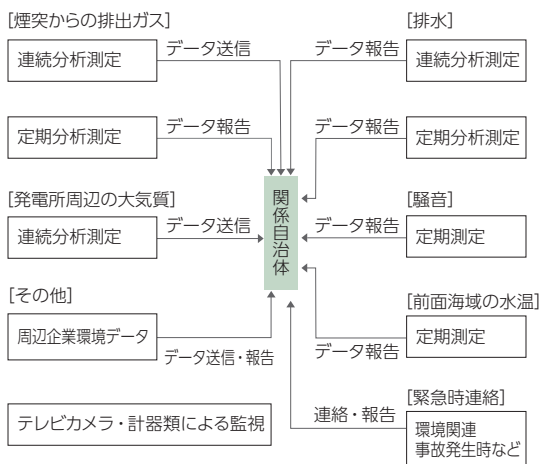 [煙突からの排出ガス]
連続分析測定
データ送信
定期分析測定
データ報告
[発電所周辺の大気質]
連続分析測定
データ送信
[その他]
周辺企業環境データ
データ送信・報告
テレビカメラ・計器類による監視
関係自治体
[排水]
データ報告
連続分析測定
データ報告
定期分析測定
[騒音]
データ報告
定期測定
[前面海域の水温]
データ報告
定期測定
[緊急時連絡]
連絡・報告
環境関連
事故発生時など